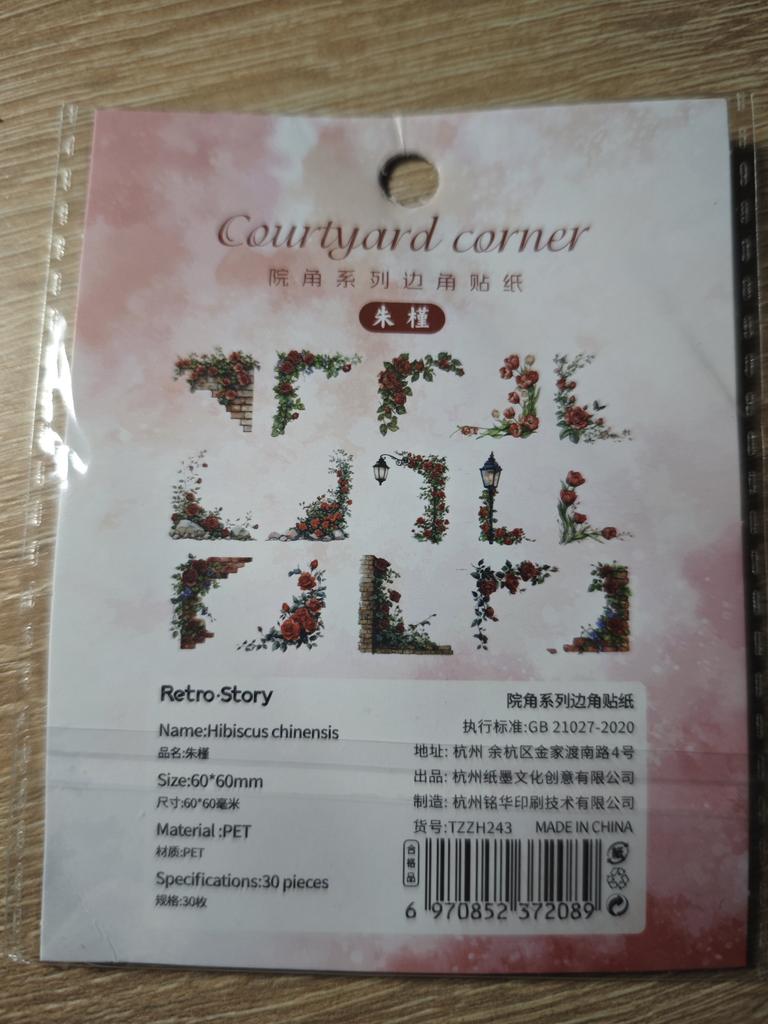 Courtyard corner
院角系列边角贴纸
朱槿
Retro·Story
Name:Hibiscus chinensis
品名:朱槿
Size:60*60mm
尺寸:60*60毫米
Material :PET
材质:PET
Specifications:30 pieces
规格:30枚
院角系列边角贴纸
执行标准:GB 21027-2020
地址: 杭州 余杭区金家渡南路4号
出品: 杭州纸墨文化创意有限公司
制造: 杭州铭华印刷技术有限公司
货号:TZZH243 MADE IN CHINA
合格品
6 970852 372089